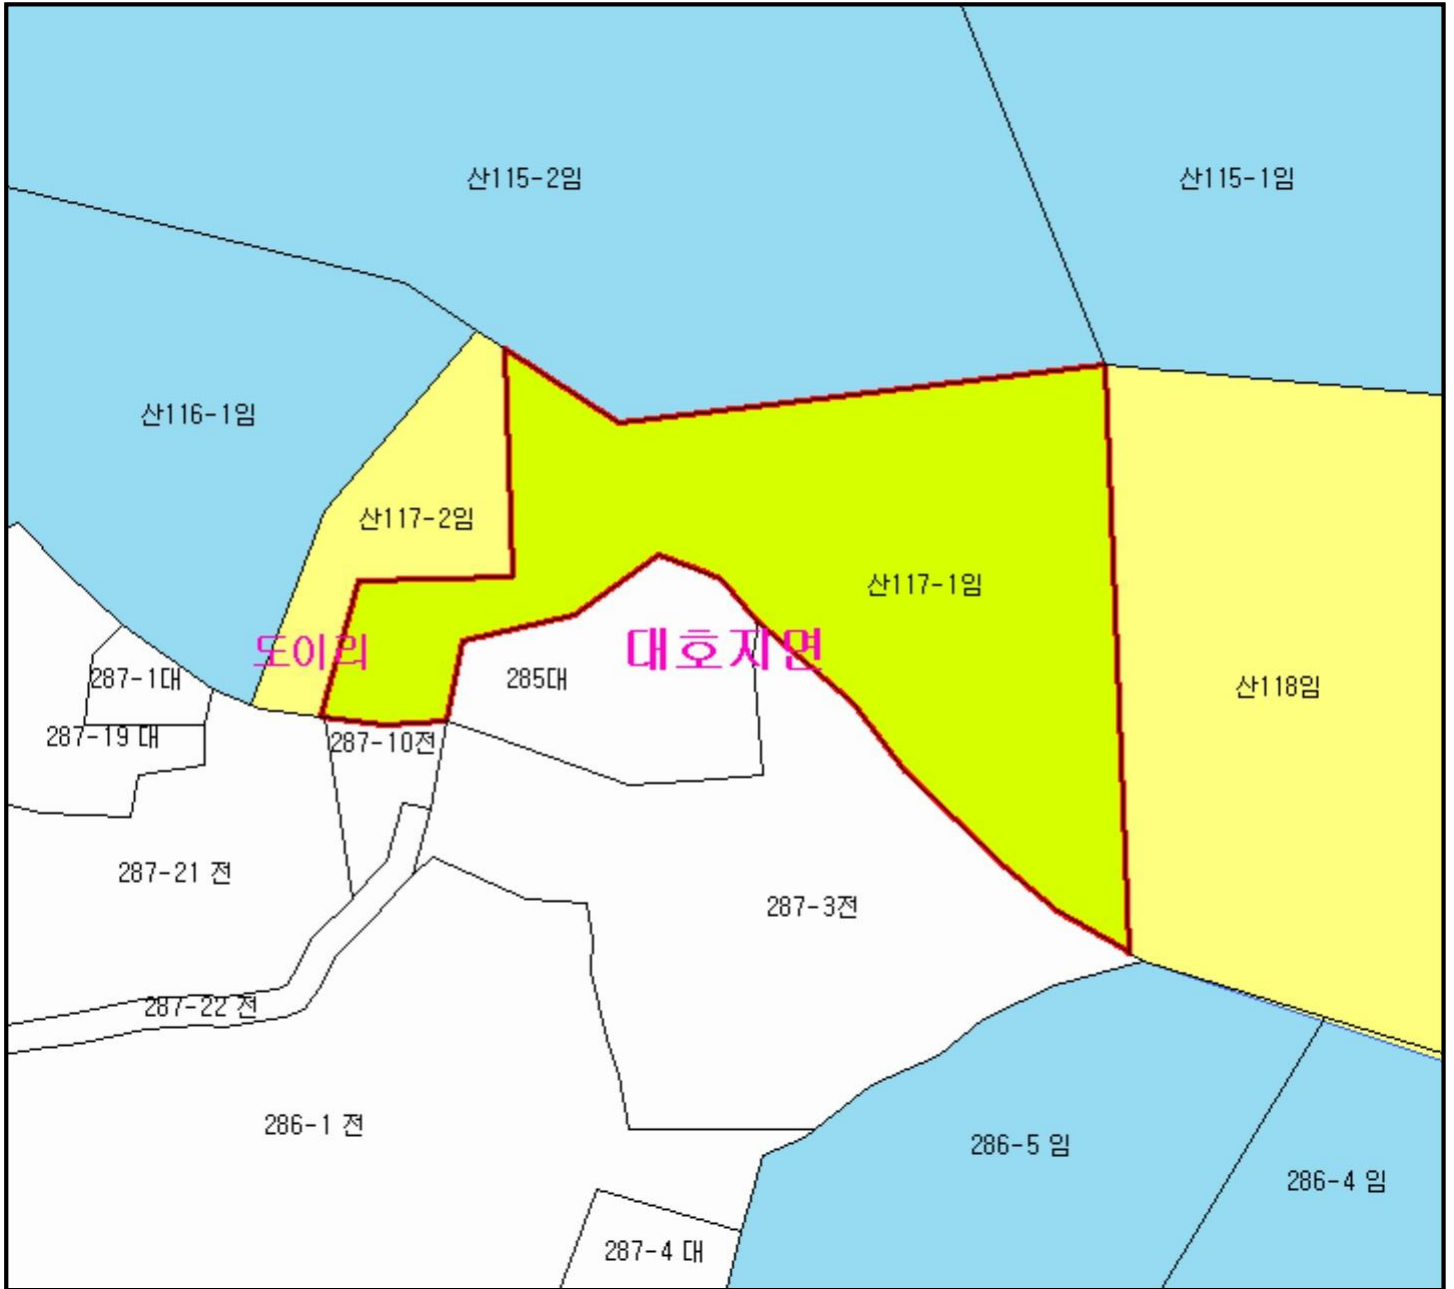 산115-2임
산115-1임
산116-1임
산117-2임
산117-1임
도이리
대호지면
287-1대
285대
산118임
287-19 대
287-10전
287-21 전
287-3전
287-22 전
286-1 전
286-5 임
286-4 임
287-4 대